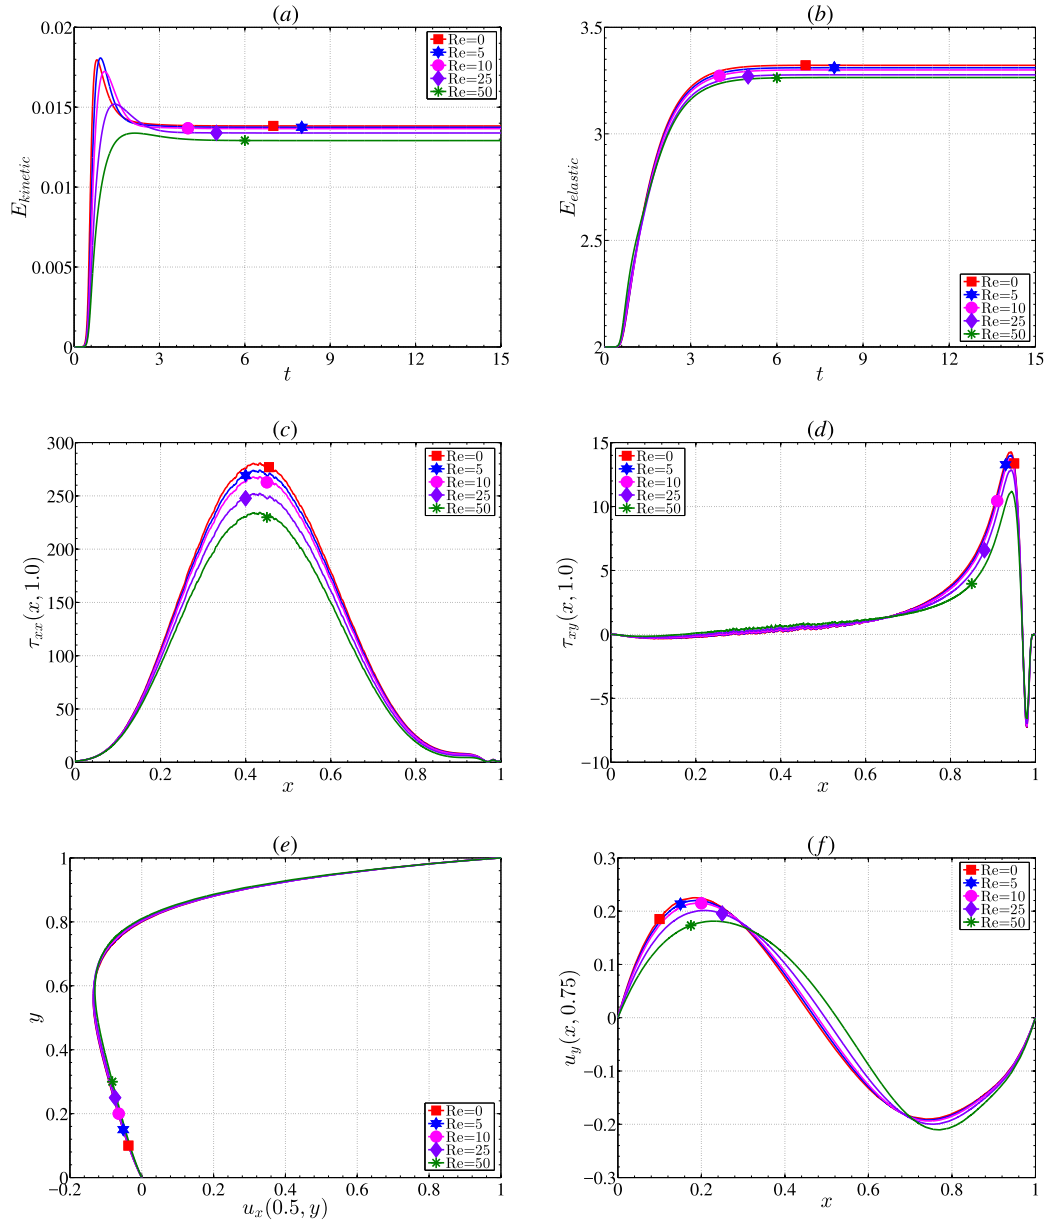 (a)
0.02
0.015
0.01
0.005
0
0 3 6 9 12 15
E_kinetic
t
Re=0
Re=5
Re=10
Re=25
Re=50
(b)
3.5
3
2.5
2
0 3 6 9 12 15
E_elastic
t
Re=0
Re=5
Re=10
Re=25
Re=50
(c)
300
250
200
150
100
50
0
0 0.2 0.4 0.6 0.8 1
τ_xx(x, 1.0)
x
Re=0
Re=5
Re=10
Re=25
Re=50
(d)
15
10
5
0
−5
−10
0 0.2 0.4 0.6 0.8 1
τ_xy(x, 1.0)
x
Re=0
Re=5
Re=10
Re=25
Re=50
(e)
1
0.8
0.6
0.4
0.2
0
−0.2 0 0.2 0.4 0.6 0.8 1
y
u_x(0.5, y)
Re=0
Re=5
Re=10
Re=25
Re=50
(f)
0.3
0.2
0.1
0
−0.1
−0.2
−0.3
0 0.2 0.4 0.6 0.8 1
u_y(x, 0.75)
x
Re=0
Re=5
Re=10
Re=25
Re=50